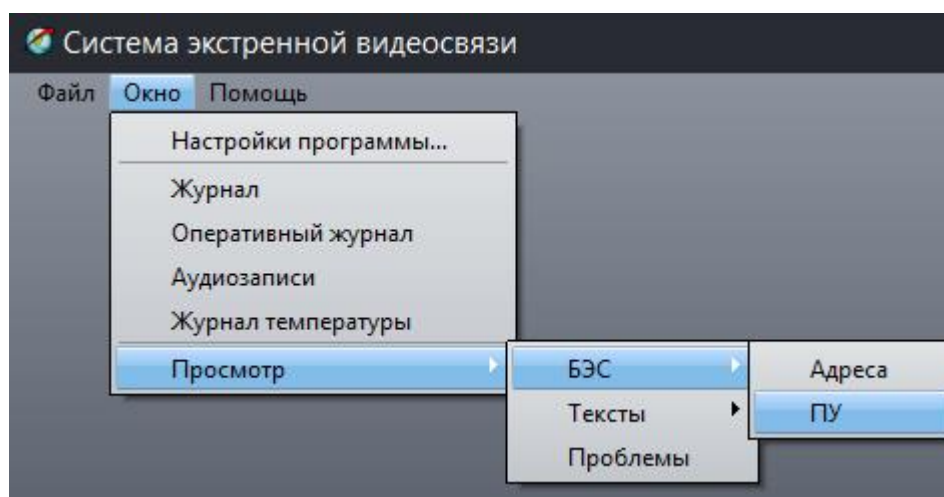 Система экстренной видеосвязи
Файл Окно Помощь
Настройки программы...
Журнал
Оперативный журнал
Аудиозаписи
Журнал температуры
Просмотр
БЭС
Тексты
Проблемы
Адреса
ПУ